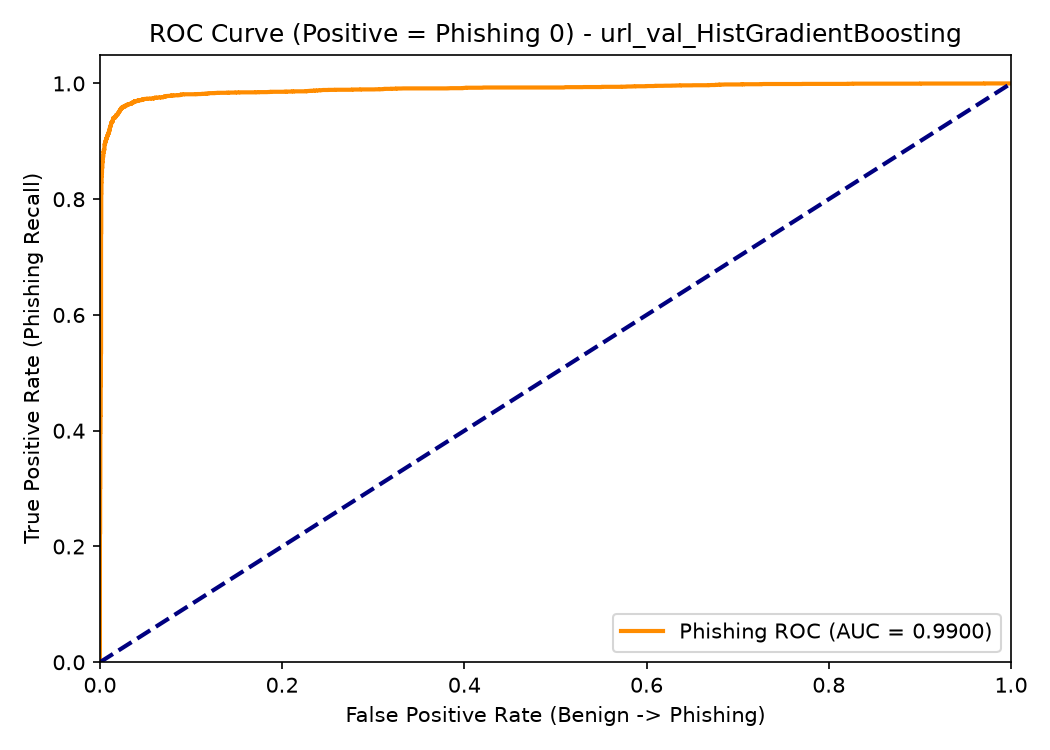 ROC Curve (Positive = Phishing 0) - url_val_HistGradientBoosting
True Positive Rate (Phishing Recall)
1.0
0.8
0.6
0.4
0.2
0.0
Phishing ROC (AUC = 0.9900)
0.0 0.2 0.4 0.6 0.8 1.0
False Positive Rate (Benign -> Phishing)